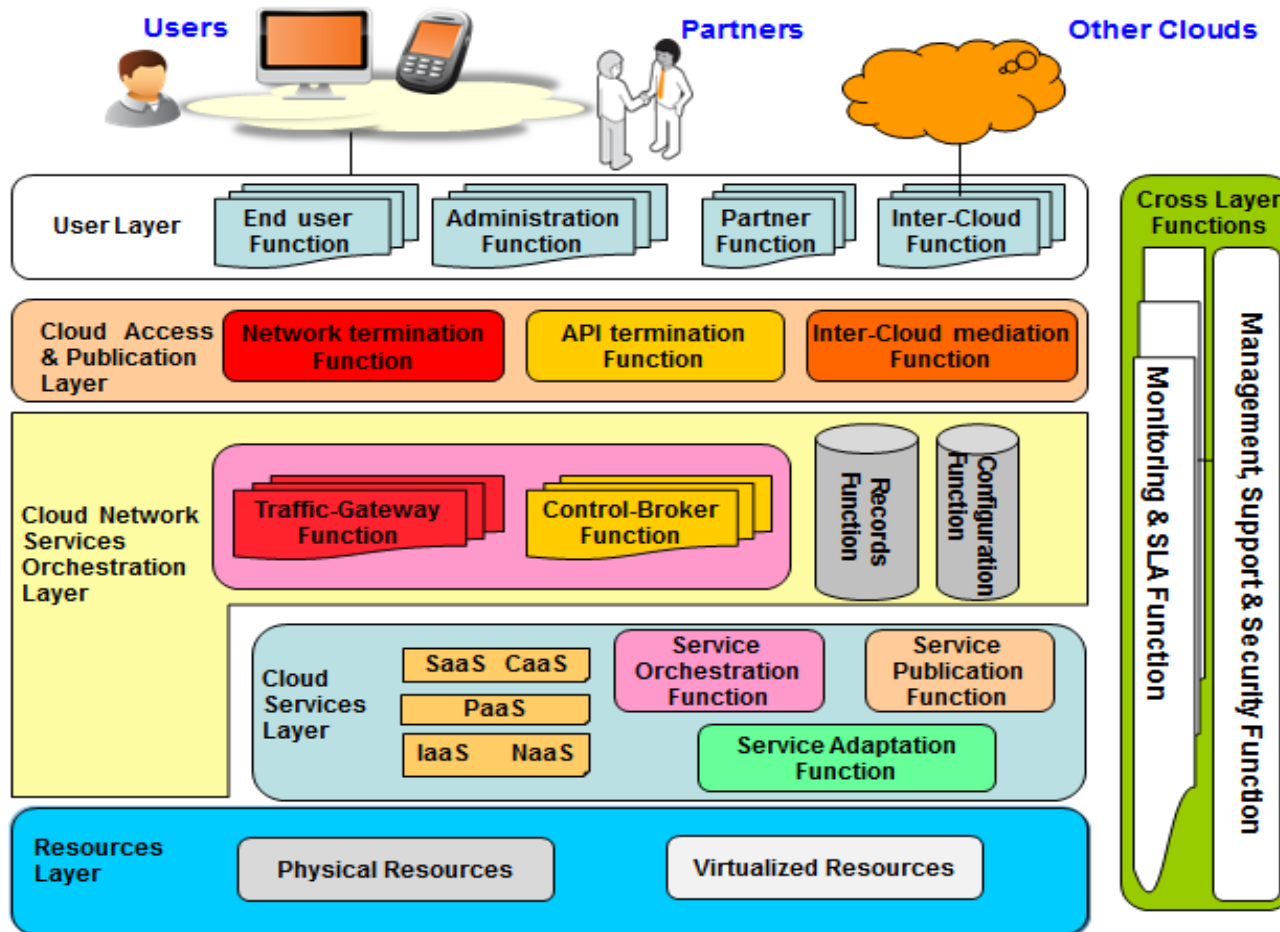 Users
Partners
Other Clouds
User Layer
End user
Function
Administration
Function
Partner
Function
Inter-Cloud
Function
Cross Layer
Functions
Cloud Access
& Publication
Layer
Network termination
Function
API termination
Function
Inter-Cloud mediation
Function
Cloud Network
Services
Orchestration
Layer
Traffic-Gateway
Function
Control-Broker
Function
Records
Function
Configuration
Function
Monitoring & SLA Function
Management, Support & Security Function
Cloud
Services
Layer
SaaS CaaS
PaaS
IaaS NaaS
Service
Orchestration
Function
Service
Publication
Function
Service Adaptation
Function
Resources
Layer
Physical Resources
Virtualized Resources